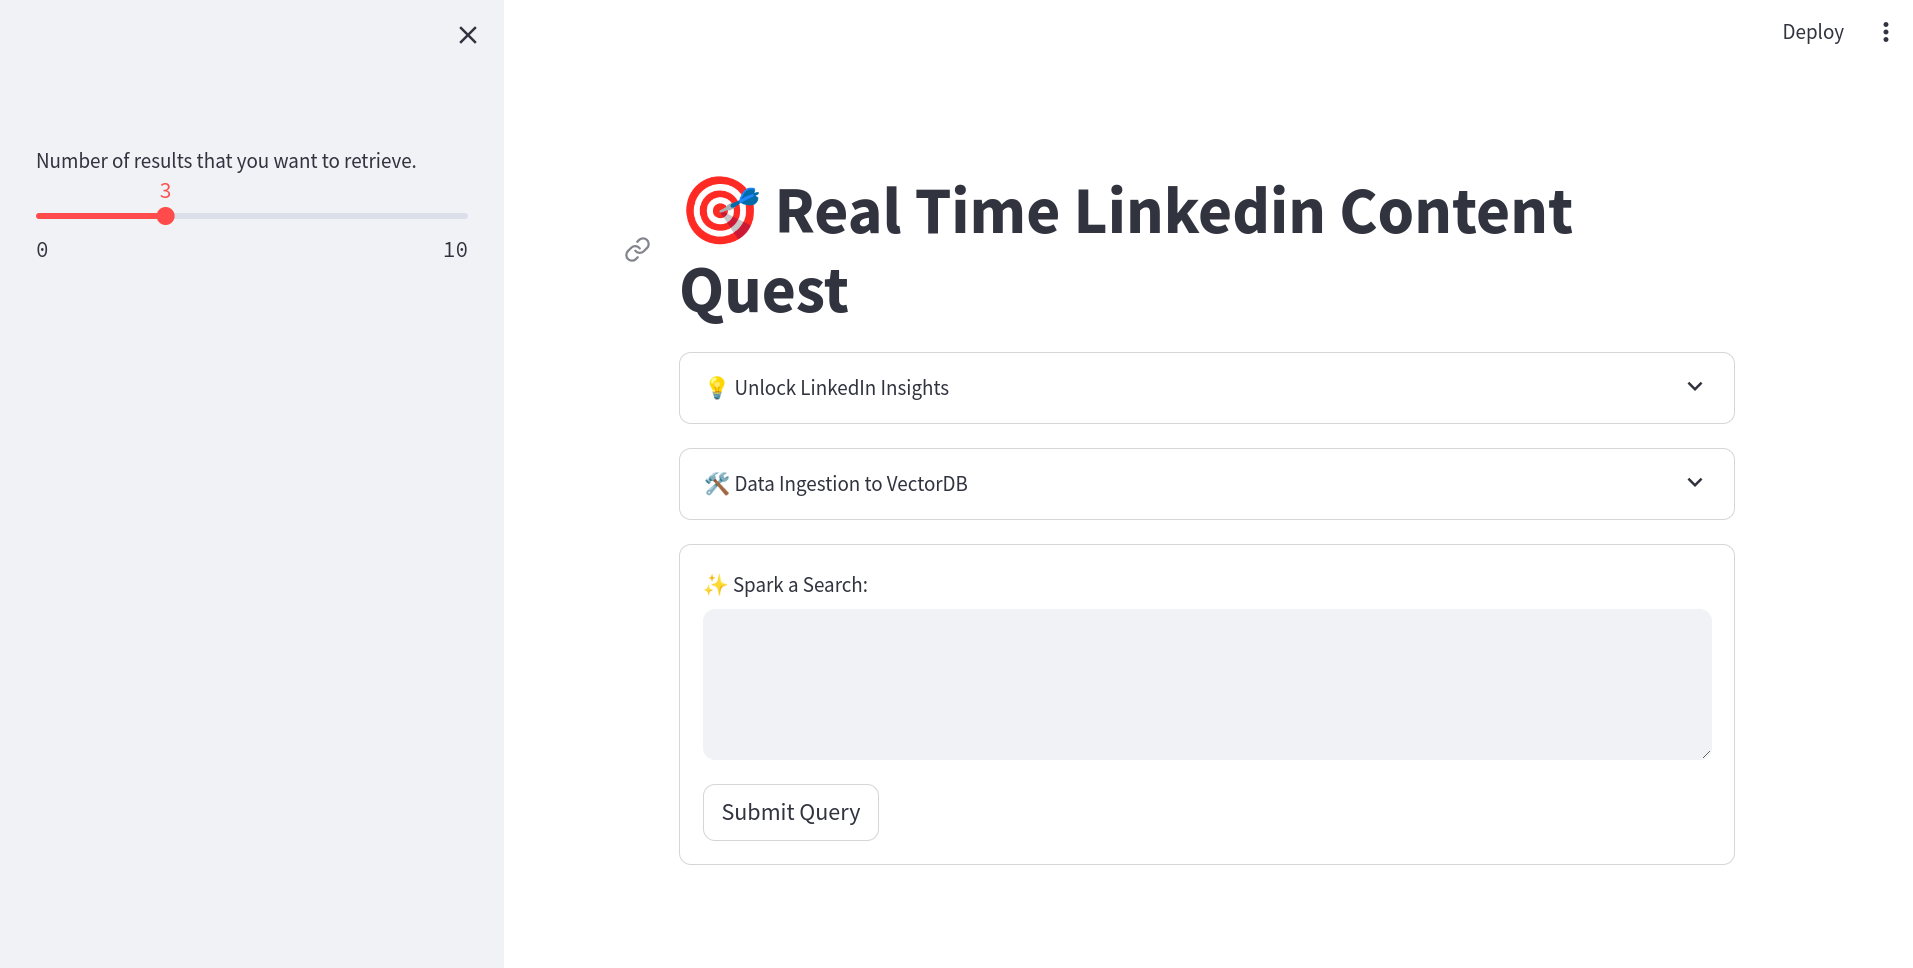 Number of results that you want to retrieve.
3
0 10
Deploy
🎯 Real Time Linkedin Content
Quest
💡 Unlock LinkedIn Insights
🛠️ Data Ingestion to VectorDB
✨ Spark a Search:
Submit Query